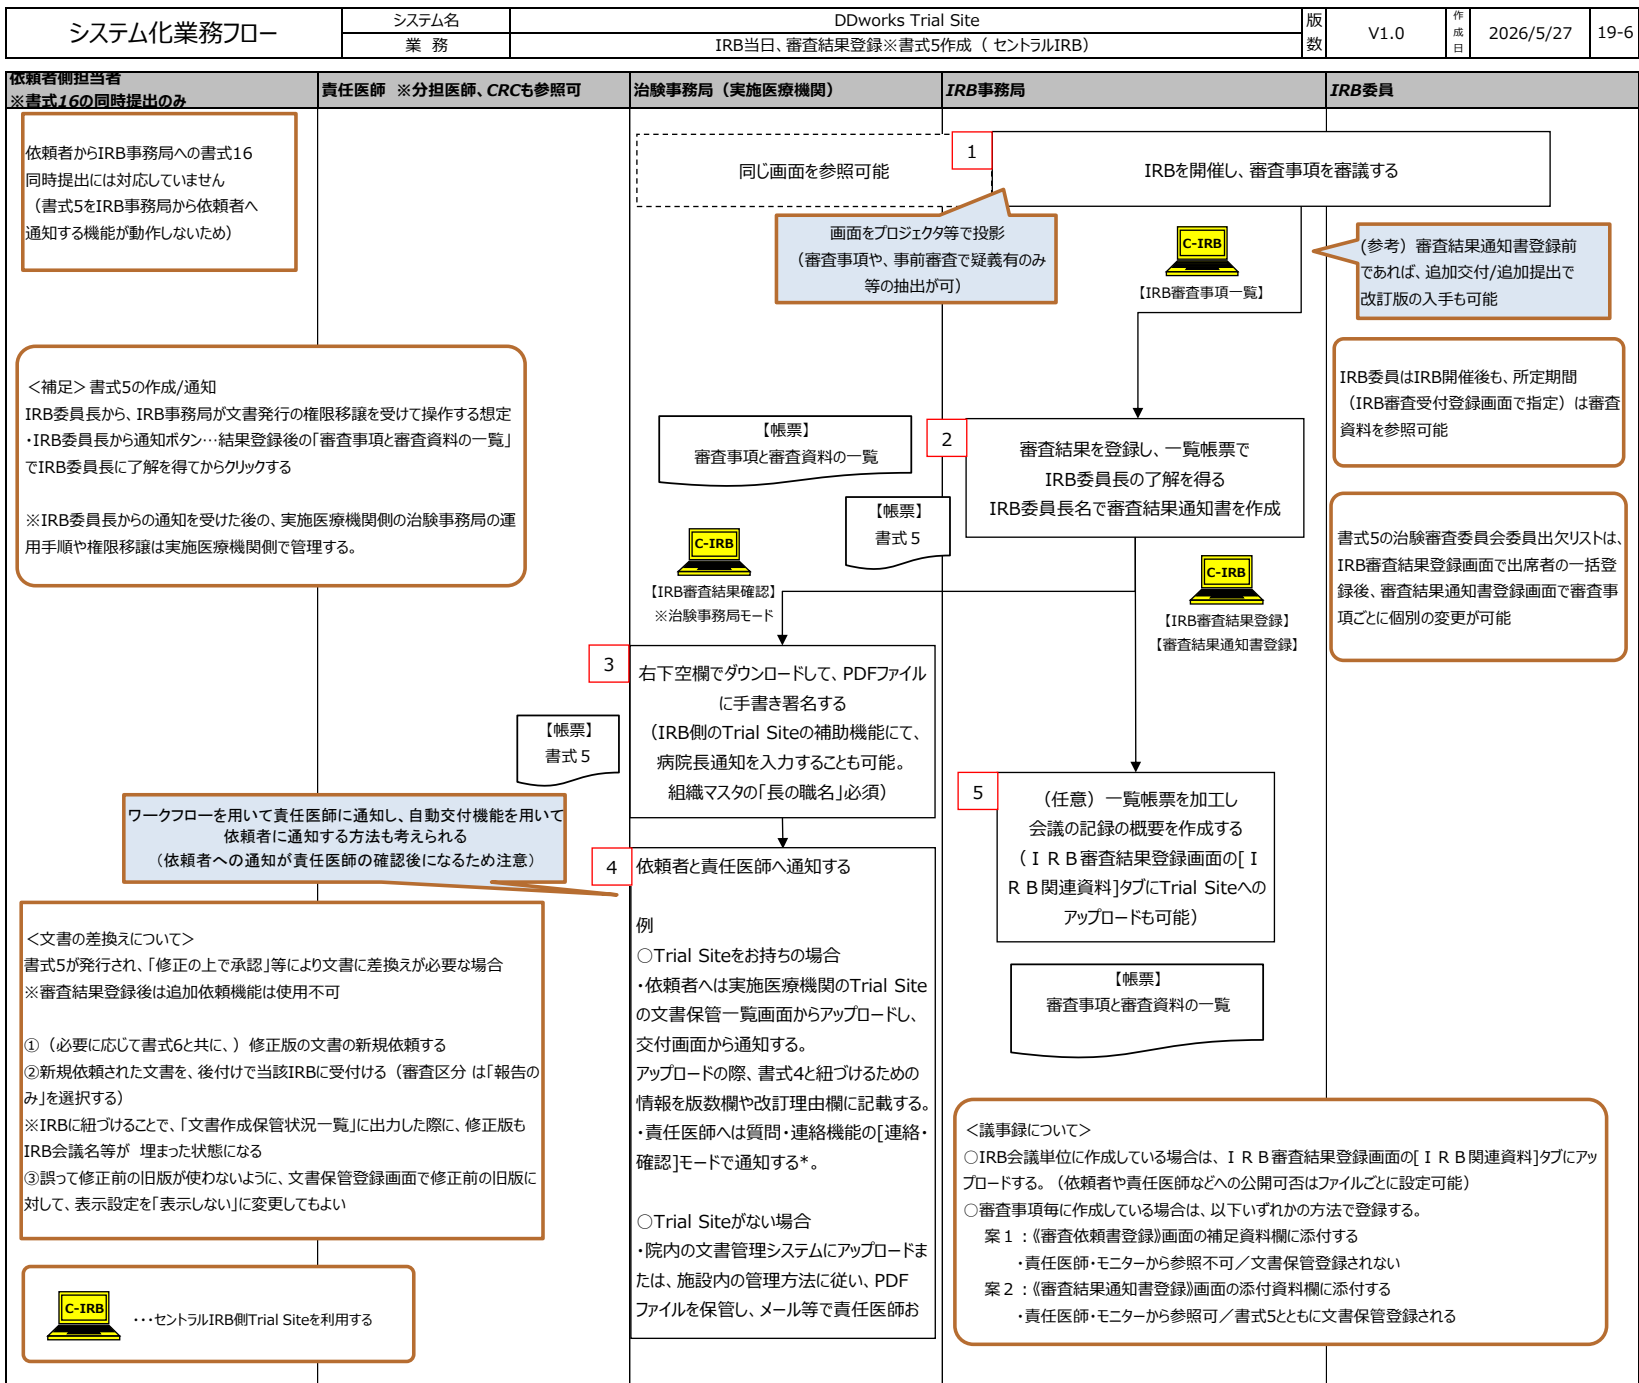 システム化業務フロー
システム名
DDworks Trial Site
業 務
IRB当日、審査結果登録※書式5作成（ セントラルIRB）
版
数
V1.0
作
成
日
2026/5/27
19-6
依頼者側担当者
※書式16の同時提出のみ
責任医師 ※分担医師、CRCも参照可
治験事務局（実施医療機関）
IRB事務局
IRB委員
依頼者からIRB事務局への書式16
同時提出には対応していません
（書式5をIRB事務局から依頼者へ
通知する機能が動作しないため）
同じ画面を参照可能
1
IRBを開催し、審査事項を審議する
画面をプロジェクタ等で投影
（審査事項や、事前審査で疑義有のみ
等の抽出が可）
C-IRB
【IRB審査事項一覧】
(参考）審査結果通知書登録前
であれば、追加交付/追加提出で
改訂版の入手も可能
IRB委員はIRB開催後も、所定期間
（IRB審査受付登録画面で指定）は審査
資料を参照可能
＜補足＞書式5の作成/通知
IRB委員長から、IRB事務局が文書発行の権限移譲を受けて操作する想定
・IRB委員長から通知ボタン…結果登録後の「審査事項と審査資料の一覧」
でIRB委員長に了解を得てからクリックする
※IRB委員長からの通知を受けた後の、実施医療機関側の治験事務局の運
用手順や権限移譲は実施医療機関側で管理する。
【帳票】
審査事項と審査資料の一覧
2
審査結果を登録し、一覧帳票で
IRB委員長の了解を得る
IRB委員長名で審査結果通知書を作成
【帳票】
書式５
C-IRB
【IRB審査結果確認】
※治験事務局モード
C-IRB
【IRB審査結果登録】
【審査結果通知書登録】
書式5の治験審査委員会委員出欠リストは、
IRB審査結果登録画面で出席者の一括登
録後、審査結果通知書登録画面で審査事
項ごとに個別の変更が可能
3
右下空欄でダウンロードして、PDFファイル
に手書き署名する
（IRB側のTrial Siteの補助機能にて、
病院長通知を入力することも可能。
組織マスタの「長の職名」必須）
【帳票】
書式５
ワークフローを用いて責任医師に通知し、自動交付機能を用いて
依頼者に通知する方法も考えられる
（依頼者への通知が責任医師の確認後になるため注意）
4
依頼者と責任医師へ通知する
例
○Trial Siteをお持ちの場合
・依頼者へは実施医療機関のTrial Site
の文書保管一覧画面からアップロードし、
交付画面から通知する。
アップロードの際、書式4と紐づけるための
情報を版数欄や改訂理由欄に記載する。
・責任医師へは質問・連絡機能の[連絡・
確認]モードで通知する*。
○Trial Siteがない場合
・院内の文書管理システムにアップロードま
たは、施設内の管理方法に従い、PDF
ファイルを保管し、メール等で責任医師お
5
（任意）一覧帳票を加工し
会議の記録の概要を作成する
（ＩＲＢ審査結果登録画面の[Ｉ
ＲＢ関連資料]タブにTrial Siteへの
アップロードも可能）
【帳票】
審査事項と審査資料の一覧
＜文書の差換えについて＞
書式5が発行され、「修正の上で承認」等により文書に差換えが必要な場合
※審査結果登録後は追加依頼機能は使用不可
①（必要に応じて書式6と共に、）修正版の文書の新規依頼する
②新規依頼された文書を、後付けで当該IRBに受付ける（審査区分 は「報告の
み」を選択する）
※IRBに紐づけることで、「文書作成保管状況一覧」に出力した際に、修正版も
IRB会議名等が 埋まった状態になる
③誤って修正前の旧版が使わないように、文書保管登録画面で修正前の旧版に
対して、表示設定を「表示しない」に変更してもよい
＜議事録について＞
○IRB会議単位に作成している場合は、ＩＲＢ審査結果登録画面の[ＩＲＢ関連資料]タブにアッ
プロードする。（依頼者や責任医師などへの公開可否はファイルごとに設定可能）
○審査事項毎に作成している場合は、以下いずれかの方法で登録する。
案１：《審査依頼書登録》画面の補足資料欄に添付する
・責任医師・モニターから参照不可／文書保管登録されない
案２：《審査結果通知書登録》画面の添付資料欄に添付する
・責任医師・モニターから参照可／書式5とともに文書保管登録される
C-IRB
・・・セントラルIRB側Trial Siteを利用する